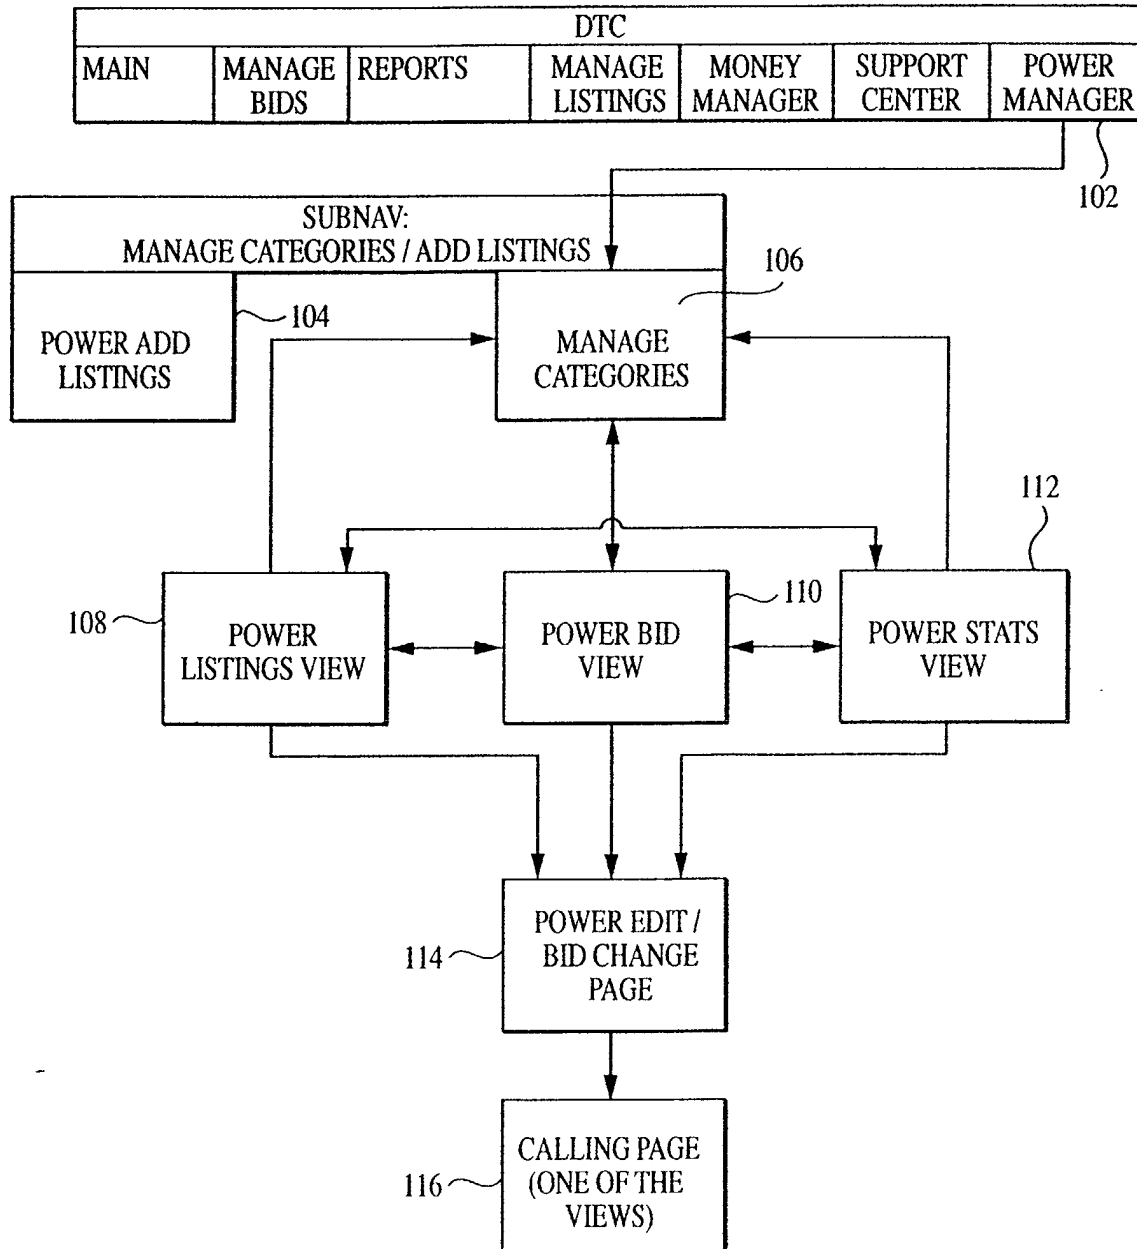 DTC
MAIN
MANAGE
BIDS
REPORTS
MANAGE
LISTINGS
MONEY
MANAGER
SUPPORT
CENTER
POWER
MANAGER
102
SUBNAV:
MANAGE CATEGORIES / ADD LISTINGS
106
104
POWER ADD
LISTINGS
MANAGE
CATEGORIES
112
108
POWER
LISTINGS VIEW
110
POWER BID
VIEW
POWER STATS
VIEW
114
POWER EDIT /
BID CHANGE
PAGE
116
CALLING PAGE
(ONE OF THE
VIEWS)